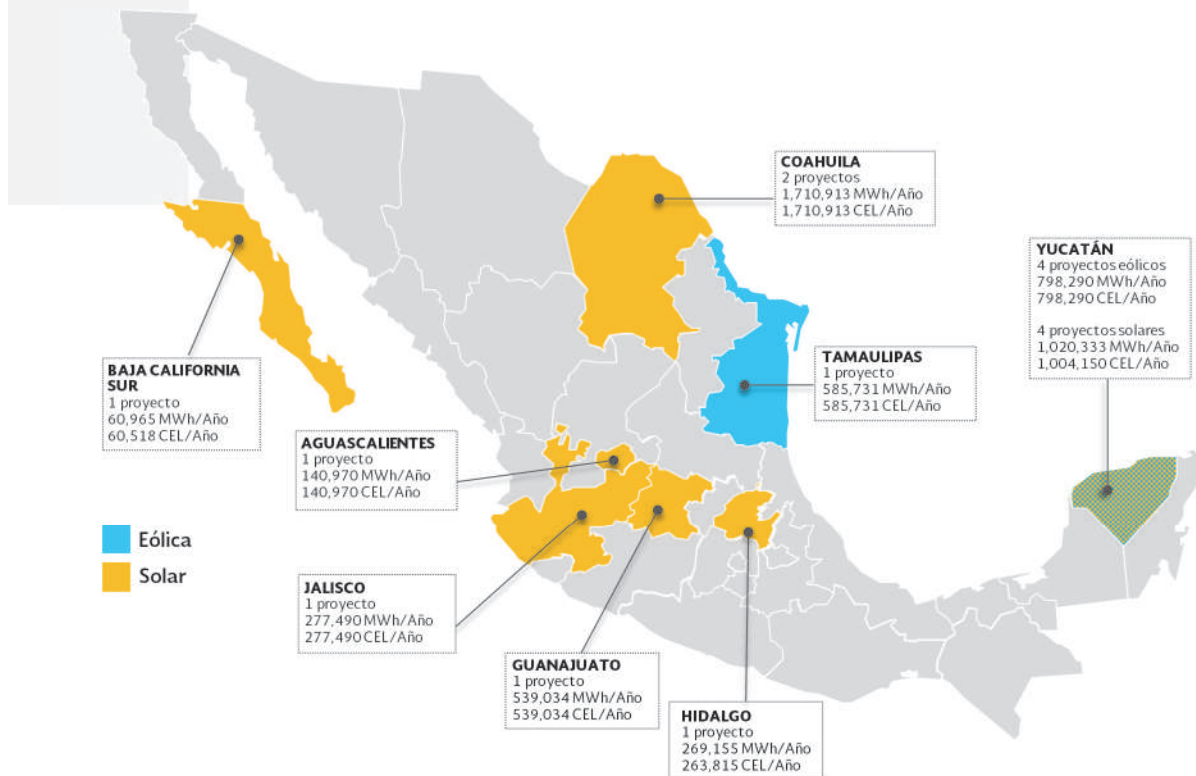 COAHUILA
2 proyectos
1,710,913 MWh/Año
1,710,913 CEL/Año
YUCATÁN
4 proyectos eólicos
798,290 MWh/Año
798,290 CEL/Año
4 proyectos solares
1,020,333 MWh/Año
1,004,150 CEL/Año
BAJA CALIFORNIA
SUR
1 proyecto
60,965 MWh/Año
60,518 CEL/Año
TAMAULIPAS
1 proyecto
585,731 MWh/Año
585,731 CEL/Año
AGUASCALIENTES
1 proyecto
140,970 MWh/Año
140,970 CEL/Año
Eólica
Solar
JALISCO
1 proyecto
277,490 MWh/Año
277,490 CEL/Año
GUANAJUATO
1 proyecto
539,034 MWh/Año
539,034 CEL/Año
HIDALGO
1 proyecto
269,155 MWh/Año
263,815 CEL/Año